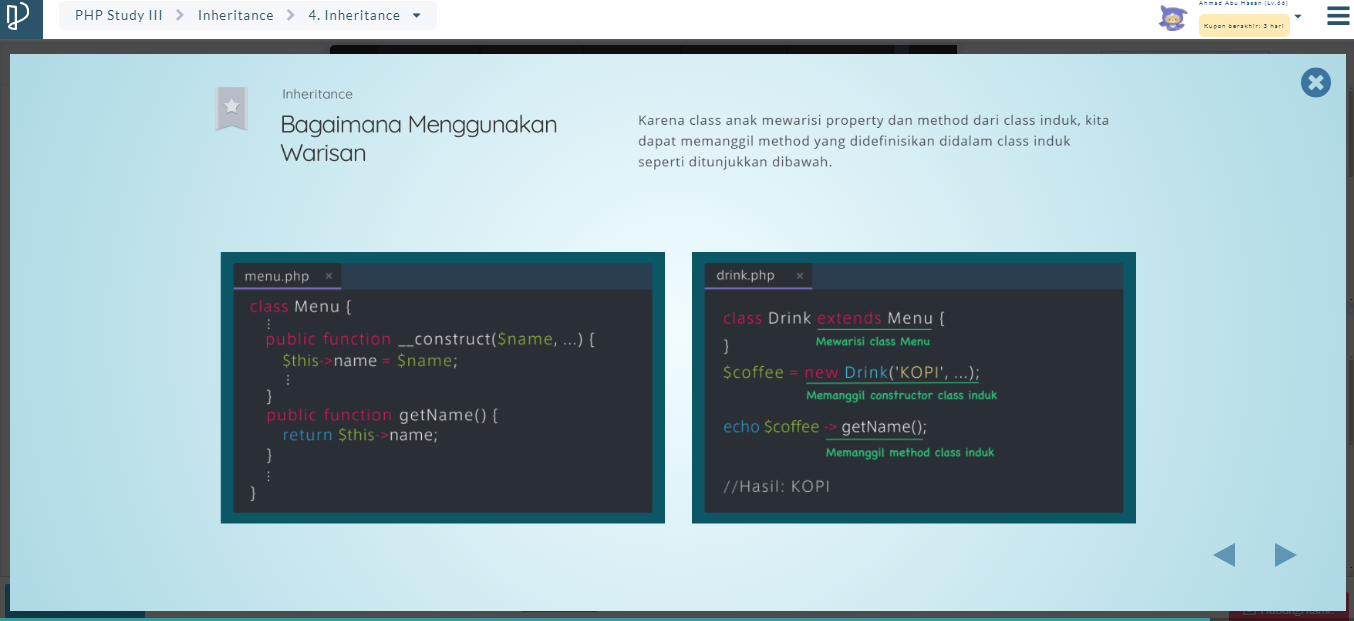 PHP Study III > Inheritance > 4. Inheritance
Ahmad Abu Hasan (Lv.66)
Kupon berakhir: 3 hari
Inheritance
Bagaimana Menggunakan
Warisan
Karena class anak mewarisi property dan method dari class induk, kita
dapat memanggil method yang didefinisikan didalam class induk
seperti ditunjukkan dibawah.
menu.php ×
class Menu {
⋮
public function __construct($name, ...) {
$this->name = $name;
⋮
}
public function getName() {
return $this->name;
}
⋮
}
drink.php ×
class Drink extends Menu {
Mewarisi class Menu
}
$coffee = new Drink('KOPI', ...);
Memanggil constructor class induk
echo $coffee -> getName();
Memanggil method class induk
//Hasil: KOPI